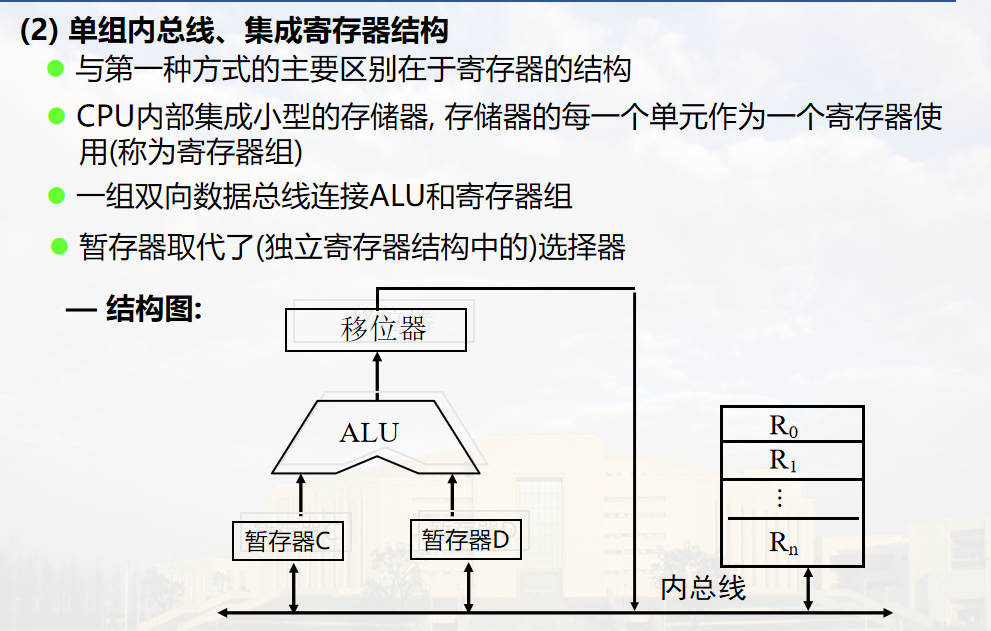 (2) 单组内总线、集成寄存器结构
与第一种方式的主要区别在于寄存器的结构
CPU内部集成小型的存储器, 存储器的每一个单元作为一个寄存器使
用(称为寄存器组)
一组双向数据总线连接ALU和寄存器组
暂存器取代了(独立寄存器结构中的)选择器
— 结构图:
移位器
ALU
R0
R1
⋮
Rn
暂存器C
暂存器D
内总线